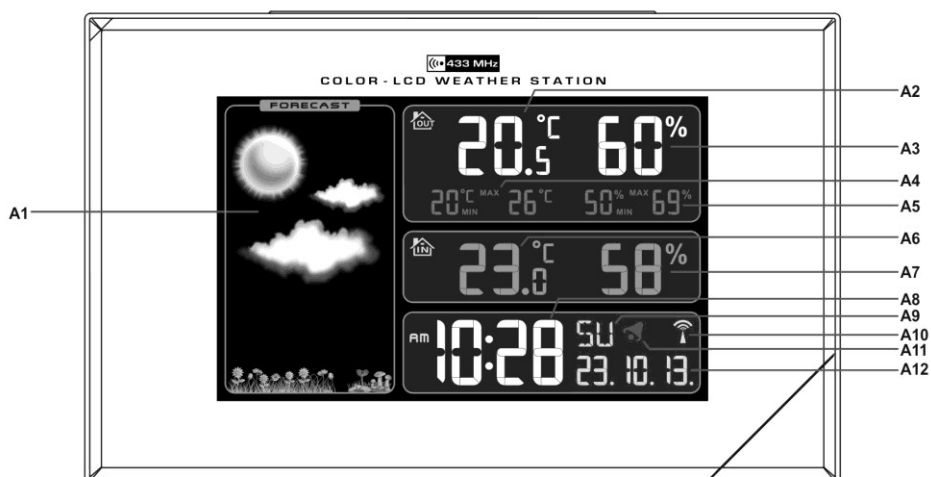 433 MHz
COLOR-LCD WEATHER STATION
FORECAST
A1
OUT
20.5 °C 60%
20°C MIN MAX 26°C 50% MIN MAX 69%
IN
23.0 °C 58%
AM 10:28 SU
23. 10. 13.
A2
A3
A4
A5
A6
A7
A8
A9
A10
A11
A12